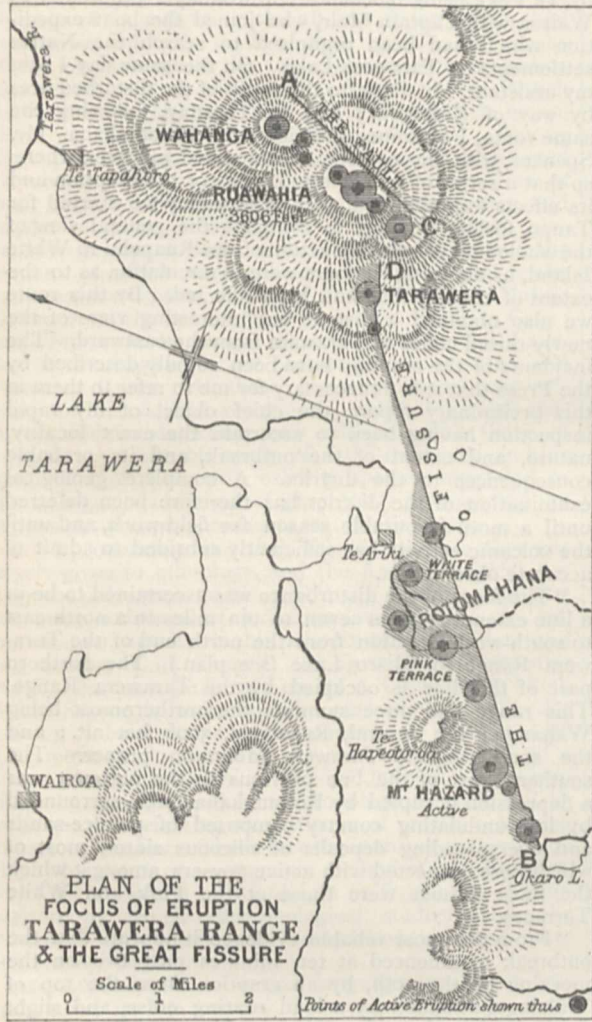 Tarawera R.
A
THE FAULT
WAHANGA
Te Tapahoro
RUAWAHIA
3606 Feet
C
D
TARAWERA
LAKE
TARAWERA
THE FISSURE
Te Ariki
WHITE
TERRACE
ROTOMAHANA
PINK
TERRACE
Te
Hapeotoroa
WAIROA
MT. HAZARD
Active
B
Okaro L.
PLAN OF THE
FOCUS OF ERUPTION
TARAWERA RANGE
& THE GREAT FISSURE
Scale of Miles
0 1 2
Points of Active Eruption shown thus